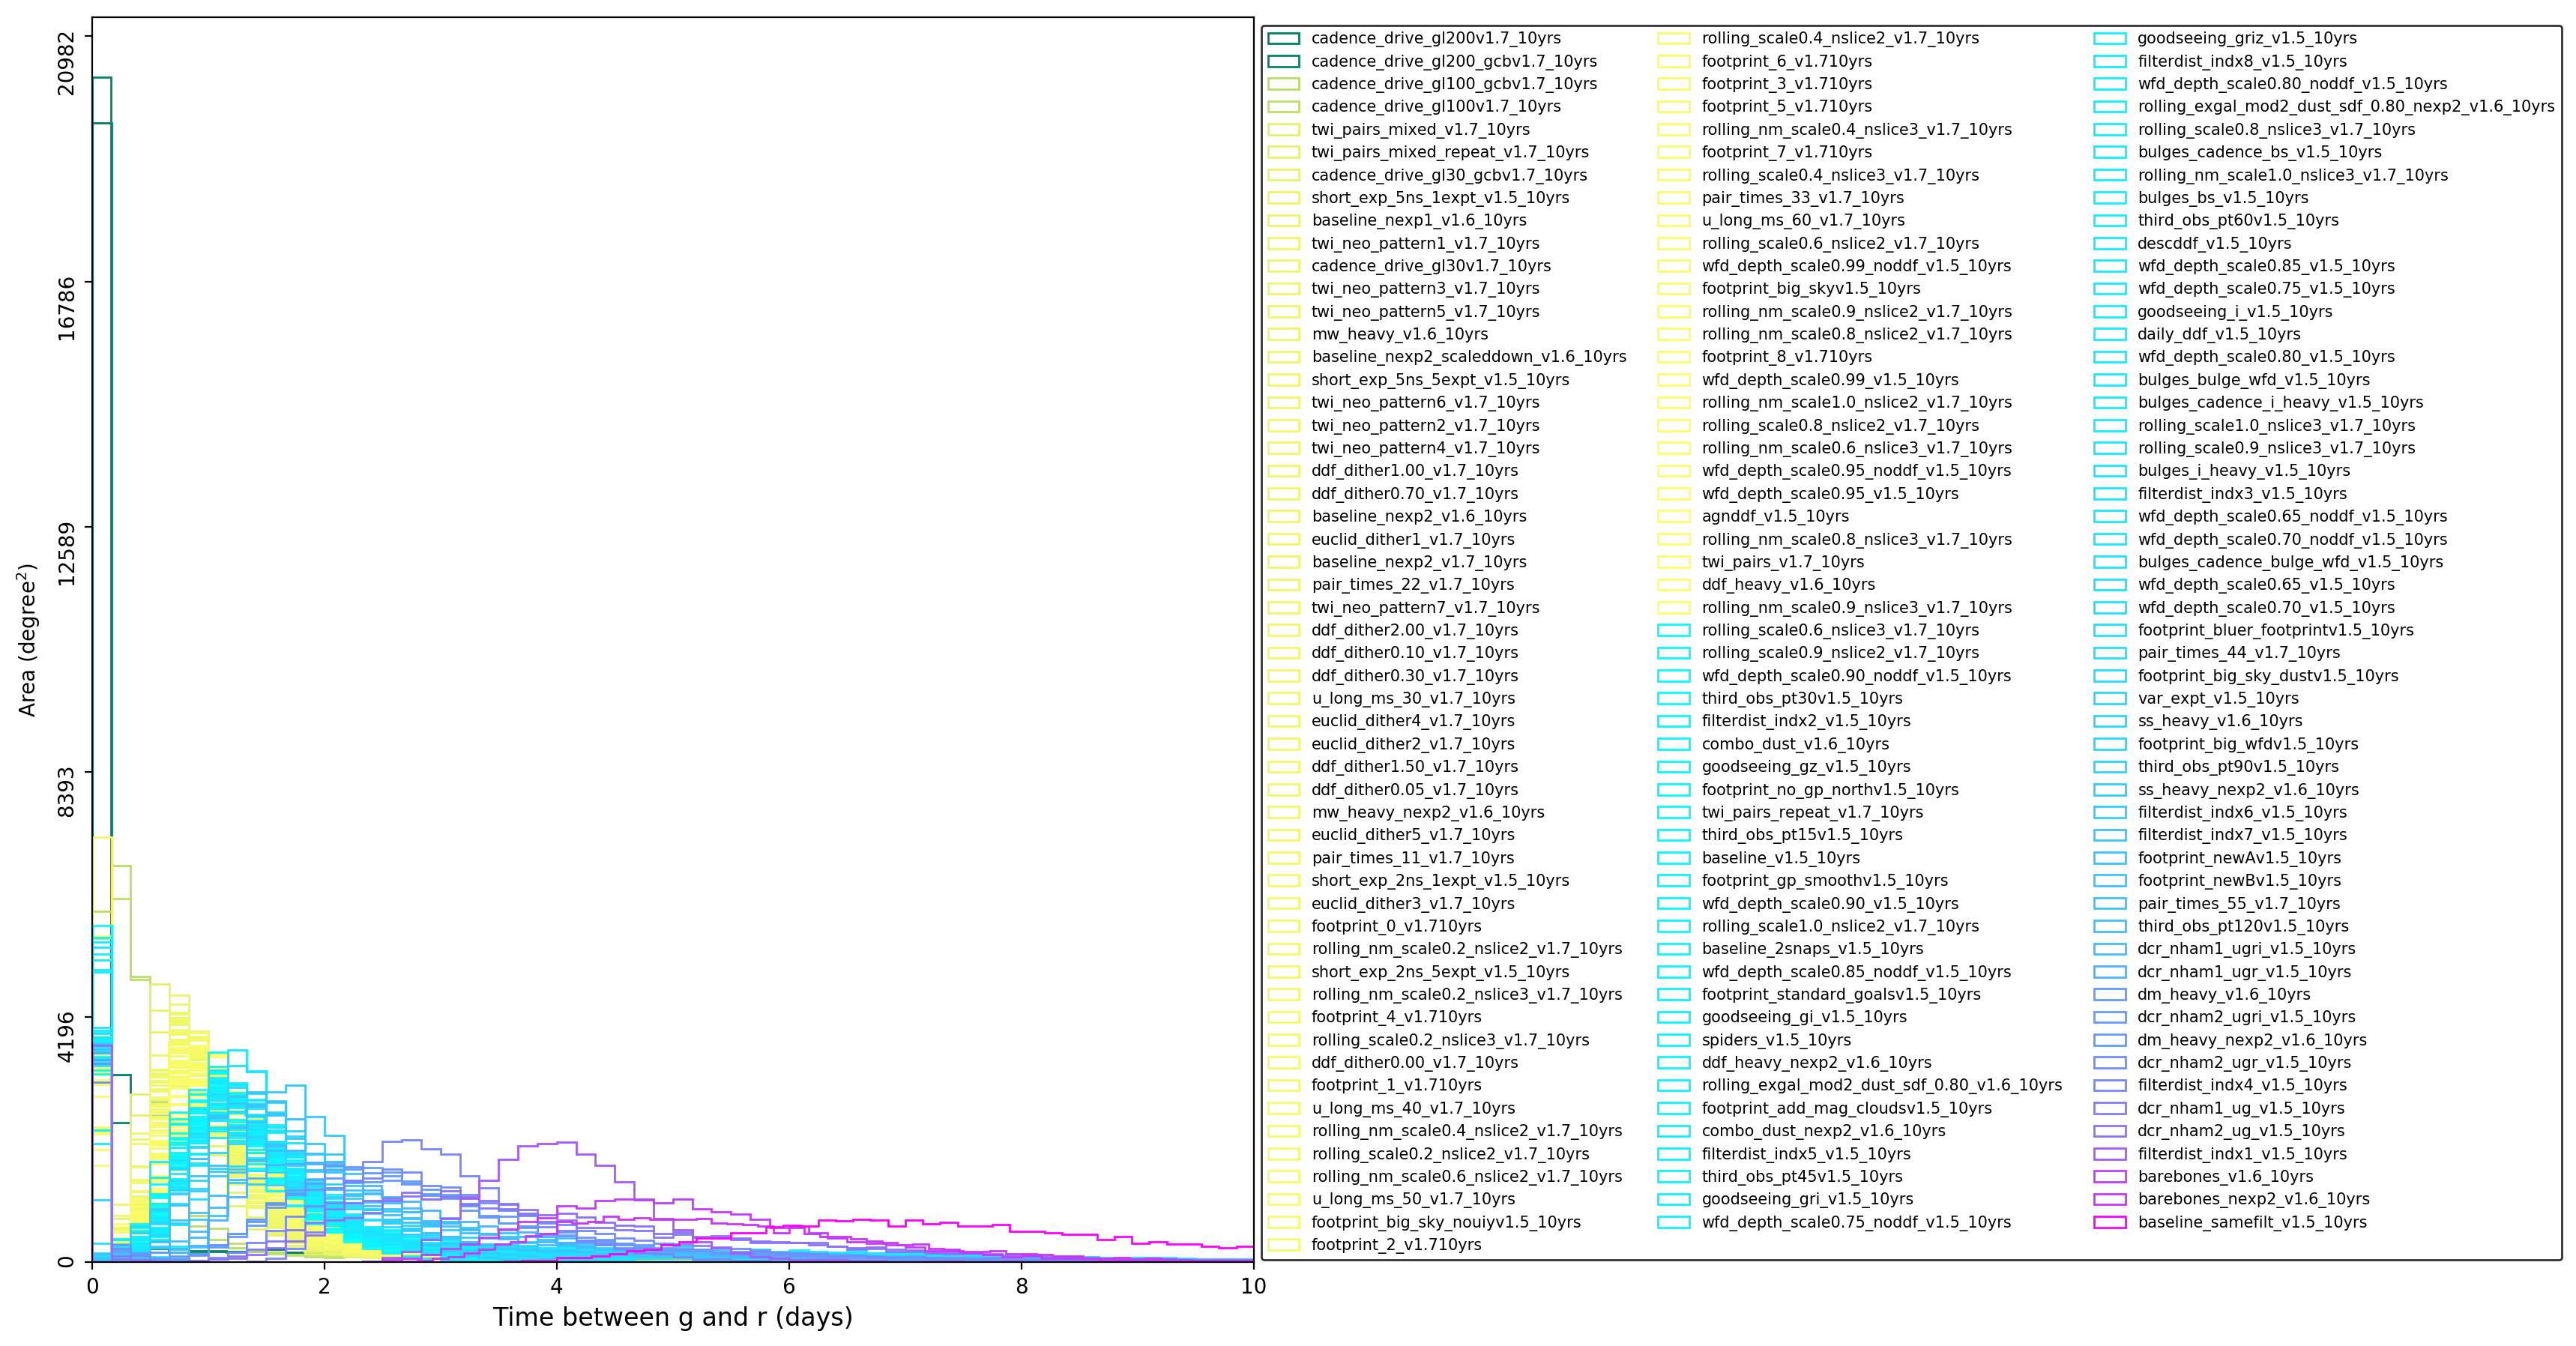 20982
16786
12589
8393
4196
0
Area (degree²)
0 2 4 6 8 10
Time between g and r (days)
cadence_drive_gl200v1.7_10yrs
cadence_drive_gl200_gcbv1.7_10yrs
cadence_drive_gl100_gcbv1.7_10yrs
cadence_drive_gl100v1.7_10yrs
twi_pairs_mixed_v1.7_10yrs
twi_pairs_mixed_repeat_v1.7_10yrs
cadence_drive_gl30_gcbv1.7_10yrs
short_exp_5ns_1expt_v1.5_10yrs
baseline_nexp1_v1.6_10yrs
twi_neo_pattern1_v1.7_10yrs
cadence_drive_gl30v1.7_10yrs
twi_neo_pattern3_v1.7_10yrs
twi_neo_pattern5_v1.7_10yrs
mw_heavy_v1.6_10yrs
baseline_nexp2_scaleddown_v1.6_10yrs
short_exp_5ns_5expt_v1.5_10yrs
twi_neo_pattern6_v1.7_10yrs
twi_neo_pattern2_v1.7_10yrs
twi_neo_pattern4_v1.7_10yrs
ddf_dither1.00_v1.7_10yrs
ddf_dither0.70_v1.7_10yrs
baseline_nexp2_v1.6_10yrs
euclid_dither1_v1.7_10yrs
baseline_nexp2_v1.7_10yrs
pair_times_22_v1.7_10yrs
twi_neo_pattern7_v1.7_10yrs
ddf_dither2.00_v1.7_10yrs
ddf_dither0.10_v1.7_10yrs
ddf_dither0.30_v1.7_10yrs
u_long_ms_30_v1.7_10yrs
euclid_dither4_v1.7_10yrs
euclid_dither2_v1.7_10yrs
ddf_dither1.50_v1.7_10yrs
ddf_dither0.05_v1.7_10yrs
mw_heavy_nexp2_v1.6_10yrs
euclid_dither5_v1.7_10yrs
pair_times_11_v1.7_10yrs
short_exp_2ns_1expt_v1.5_10yrs
euclid_dither3_v1.7_10yrs
footprint_0_v1.710yrs
rolling_nm_scale0.2_nslice2_v1.7_10yrs
short_exp_2ns_5expt_v1.5_10yrs
rolling_nm_scale0.2_nslice3_v1.7_10yrs
footprint_4_v1.710yrs
rolling_scale0.2_nslice3_v1.7_10yrs
ddf_dither0.00_v1.7_10yrs
footprint_1_v1.710yrs
u_long_ms_40_v1.7_10yrs
rolling_nm_scale0.4_nslice2_v1.7_10yrs
rolling_scale0.2_nslice2_v1.7_10yrs
rolling_nm_scale0.6_nslice2_v1.7_10yrs
u_long_ms_50_v1.7_10yrs
footprint_big_sky_nouiyv1.5_10yrs
footprint_2_v1.710yrs
rolling_scale0.4_nslice2_v1.7_10yrs
footprint_6_v1.710yrs
footprint_3_v1.710yrs
footprint_5_v1.710yrs
rolling_nm_scale0.4_nslice3_v1.7_10yrs
footprint_7_v1.710yrs
rolling_scale0.4_nslice3_v1.7_10yrs
pair_times_33_v1.7_10yrs
u_long_ms_60_v1.7_10yrs
rolling_scale0.6_nslice2_v1.7_10yrs
wfd_depth_scale0.99_noddf_v1.5_10yrs
footprint_big_skyv1.5_10yrs
rolling_nm_scale0.9_nslice2_v1.7_10yrs
rolling_nm_scale0.8_nslice2_v1.7_10yrs
footprint_8_v1.710yrs
wfd_depth_scale0.99_v1.5_10yrs
rolling_nm_scale1.0_nslice2_v1.7_10yrs
rolling_scale0.8_nslice2_v1.7_10yrs
rolling_nm_scale0.6_nslice3_v1.7_10yrs
wfd_depth_scale0.95_noddf_v1.5_10yrs
wfd_depth_scale0.95_v1.5_10yrs
agnddf_v1.5_10yrs
rolling_nm_scale0.8_nslice3_v1.7_10yrs
twi_pairs_v1.7_10yrs
ddf_heavy_v1.6_10yrs
rolling_nm_scale0.9_nslice3_v1.7_10yrs
rolling_scale0.6_nslice3_v1.7_10yrs
rolling_scale0.9_nslice2_v1.7_10yrs
wfd_depth_scale0.90_noddf_v1.5_10yrs
third_obs_pt30v1.5_10yrs
filterdist_indx2_v1.5_10yrs
combo_dust_v1.6_10yrs
goodseeing_gz_v1.5_10yrs
footprint_no_gp_northv1.5_10yrs
twi_pairs_repeat_v1.7_10yrs
third_obs_pt15v1.5_10yrs
baseline_v1.5_10yrs
footprint_gp_smoothv1.5_10yrs
wfd_depth_scale0.90_v1.5_10yrs
rolling_scale1.0_nslice2_v1.7_10yrs
baseline_2snaps_v1.5_10yrs
wfd_depth_scale0.85_noddf_v1.5_10yrs
footprint_standard_goalsv1.5_10yrs
goodseeing_gi_v1.5_10yrs
spiders_v1.5_10yrs
ddf_heavy_nexp2_v1.6_10yrs
rolling_exgal_mod2_dust_sdf_0.80_v1.6_10yrs
footprint_add_mag_cloudsv1.5_10yrs
combo_dust_nexp2_v1.6_10yrs
filterdist_indx5_v1.5_10yrs
third_obs_pt45v1.5_10yrs
goodseeing_gri_v1.5_10yrs
wfd_depth_scale0.75_noddf_v1.5_10yrs
goodseeing_griz_v1.5_10yrs
filterdist_indx8_v1.5_10yrs
wfd_depth_scale0.80_noddf_v1.5_10yrs
rolling_exgal_mod2_dust_sdf_0.80_nexp2_v1.6_10yrs
rolling_scale0.8_nslice3_v1.7_10yrs
bulges_cadence_bs_v1.5_10yrs
rolling_nm_scale1.0_nslice3_v1.7_10yrs
bulges_bs_v1.5_10yrs
third_obs_pt60v1.5_10yrs
descddf_v1.5_10yrs
wfd_depth_scale0.85_v1.5_10yrs
wfd_depth_scale0.75_v1.5_10yrs
goodseeing_i_v1.5_10yrs
daily_ddf_v1.5_10yrs
wfd_depth_scale0.80_v1.5_10yrs
bulges_bulge_wfd_v1.5_10yrs
bulges_cadence_i_heavy_v1.5_10yrs
rolling_scale1.0_nslice3_v1.7_10yrs
rolling_scale0.9_nslice3_v1.7_10yrs
bulges_i_heavy_v1.5_10yrs
filterdist_indx3_v1.5_10yrs
wfd_depth_scale0.65_noddf_v1.5_10yrs
wfd_depth_scale0.70_noddf_v1.5_10yrs
bulges_cadence_bulge_wfd_v1.5_10yrs
wfd_depth_scale0.65_v1.5_10yrs
wfd_depth_scale0.70_v1.5_10yrs
footprint_bluer_footprintv1.5_10yrs
pair_times_44_v1.7_10yrs
footprint_big_sky_dustv1.5_10yrs
var_expt_v1.5_10yrs
ss_heavy_v1.6_10yrs
footprint_big_wfdv1.5_10yrs
third_obs_pt90v1.5_10yrs
ss_heavy_nexp2_v1.6_10yrs
filterdist_indx6_v1.5_10yrs
filterdist_indx7_v1.5_10yrs
footprint_newAv1.5_10yrs
footprint_newBv1.5_10yrs
pair_times_55_v1.7_10yrs
third_obs_pt120v1.5_10yrs
dcr_nham1_ugri_v1.5_10yrs
dcr_nham1_ugr_v1.5_10yrs
dm_heavy_v1.6_10yrs
dcr_nham2_ugri_v1.5_10yrs
dm_heavy_nexp2_v1.6_10yrs
dcr_nham2_ugr_v1.5_10yrs
filterdist_indx4_v1.5_10yrs
dcr_nham1_ug_v1.5_10yrs
dcr_nham2_ug_v1.5_10yrs
filterdist_indx1_v1.5_10yrs
barebones_v1.6_10yrs
barebones_nexp2_v1.6_10yrs
baseline_samefilt_v1.5_10yrs